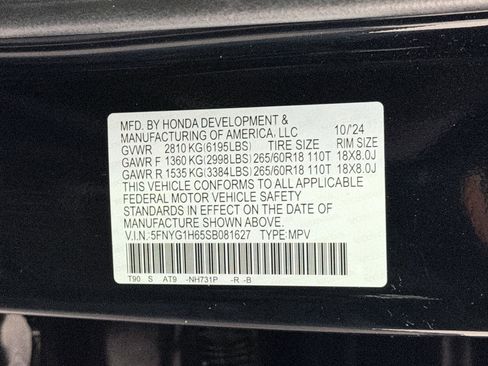 MFD. BY HONDA DEVELOPMENT & 10/'24
MANUFACTURING OF AMERICA, LLC
GVWR 2810 KG(6195LBS) TIRE SIZE RIM SIZE
GAWR F 1360 KG(2998LBS) 265/60R18 110T 18X8.0J
GAWR R 1535 KG(3384LBS) 265/60R18 110T 18X8.0J
THIS VEHICLE CONFORMS TO ALL APPLICABLE
FEDERAL MOTOR VEHICLE SAFETY
STANDARDS IN EFFECT ON THE DATE OF
MANUFACTURE SHOWN ABOVE.
V.I.N.: 5FNYG1H65SB081627 TYPE: MPV
T90 S AT9 -NH731P -R -B